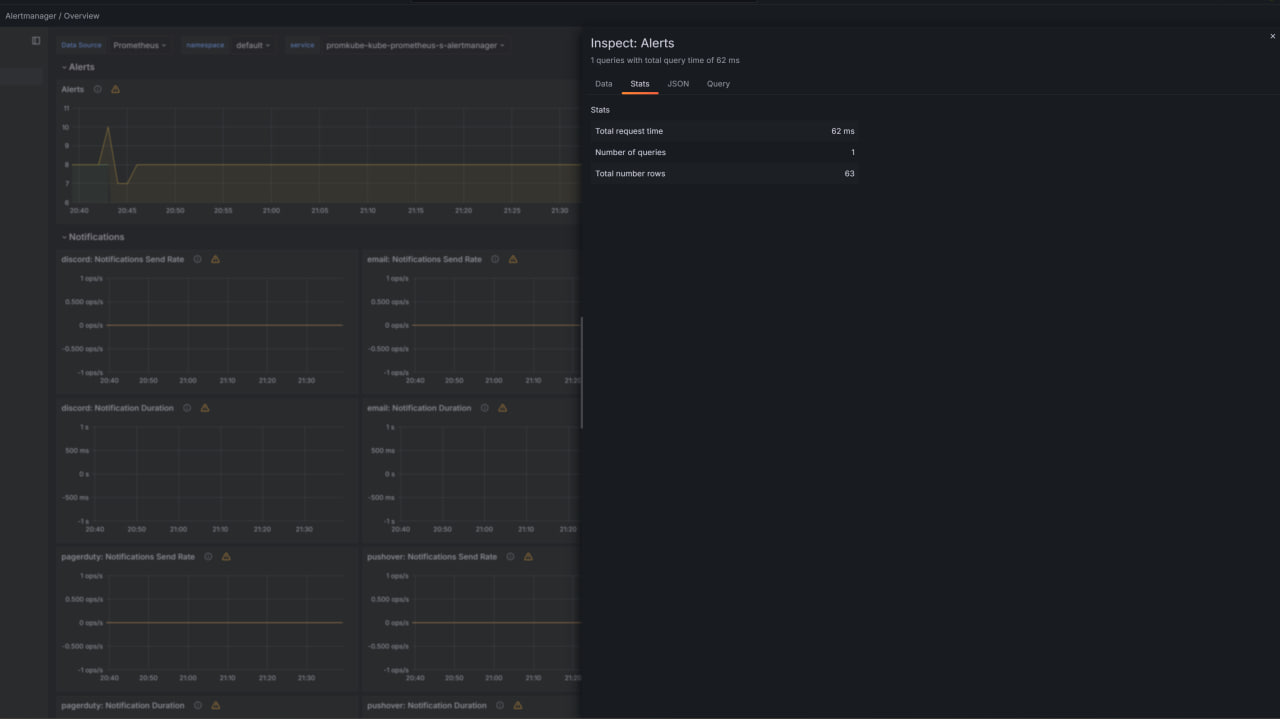 Alertmanager / Overview
Data Source Prometheus namespace default service promkube-kube-prometheus-s-alertmanager
Alerts
Alerts
11
10
9
8
7
6
20:40 20:45 20:50 20:55 21:00 21:05 21:10 21:15 21:20 21:25 21:30
Notifications
discord: Notifications Send Rate
1 ops/s
0.500 ops/s
0 ops/s
-0.500 ops/s
-1 ops/s
20:40 20:50 21:00 21:10 21:20 21:30
email: Notifications Send Rate
1 ops/s
0.500 ops/s
0 ops/s
-0.500 ops/s
-1 ops/s
20:40 20:50 21:00 21:10 21:20
discord: Notification Duration
1 s
500 ms
0 s
-500 ms
-1 s
20:40 20:50 21:00 21:10 21:20 21:30
email: Notification Duration
1 s
500 ms
0 s
-500 ms
-1 s
20:40 20:50 21:00 21:10 21:20
pagerduty: Notifications Send Rate
1 ops/s
0.500 ops/s
0 ops/s
-0.500 ops/s
-1 ops/s
20:40 20:50 21:00 21:10 21:20 21:30
pushover: Notifications Send Rate
1 ops/s
0.500 ops/s
0 ops/s
-0.500 ops/s
-1 ops/s
20:40 20:50 21:00 21:10 21:20
pagerduty: Notification Duration
pushover: Notification Duration
Inspect: Alerts
1 queries with total query time of 62 ms
Data Stats JSON Query
Stats
Total request time 62 ms
Number of queries 1
Total number rows 63